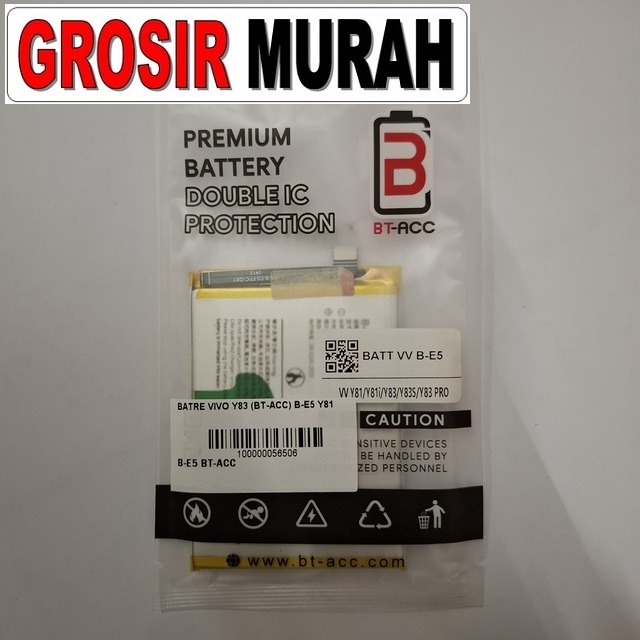 GROSIR MURAH
PREMIUM
BATTERY
DOUBLE IC
PROTECTION
B
BT-ACC
BATT VV B-E5
VV Y81/Y81i/Y83/Y83S/Y83 PRO
BATRE VIVO Y83 (BT-ACC) B-E5 Y81
100000056506
B-E5 BT-ACC
CAUTION
NSITIVE DEVICES
TO BE HANDLED BY
ZED PERSONNEL
www.bt-acc.com